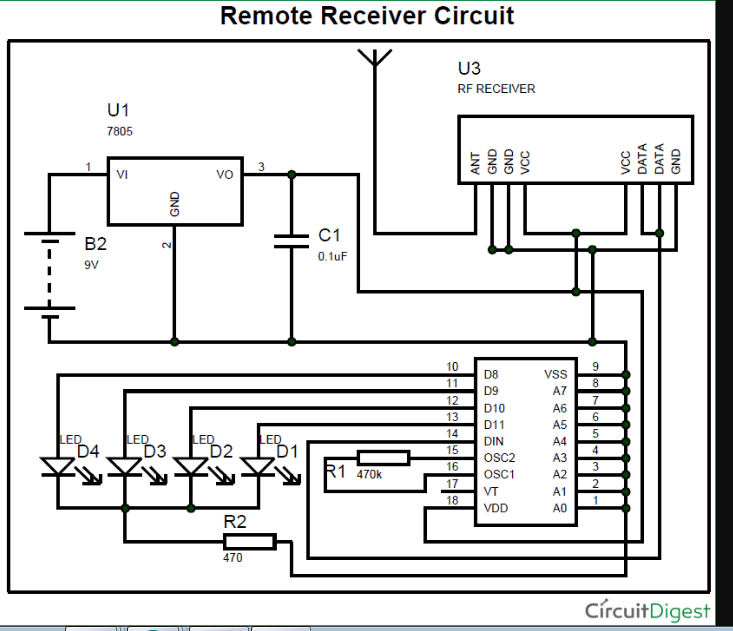 Remote Receiver Circuit
U3
RF RECEIVER
U1
7805
ANT
GND
GND
VCC
VCC
DATA
DATA
GND
1
VI
VO
3
GND
2
B2
9V
C1
0.1uF
10
D8
VSS
9
11
D9
A7
8
12
D10
A6
7
13
D11
A5
6
14
DIN
A4
5
15
OSC2
A3
4
16
OSC1
A2
3
17
VT
A1
2
18
VDD
A0
1
LED
D4
LED
D3
LED
D2
LED
D1
R1
470k
R2
470
CircuitDigest